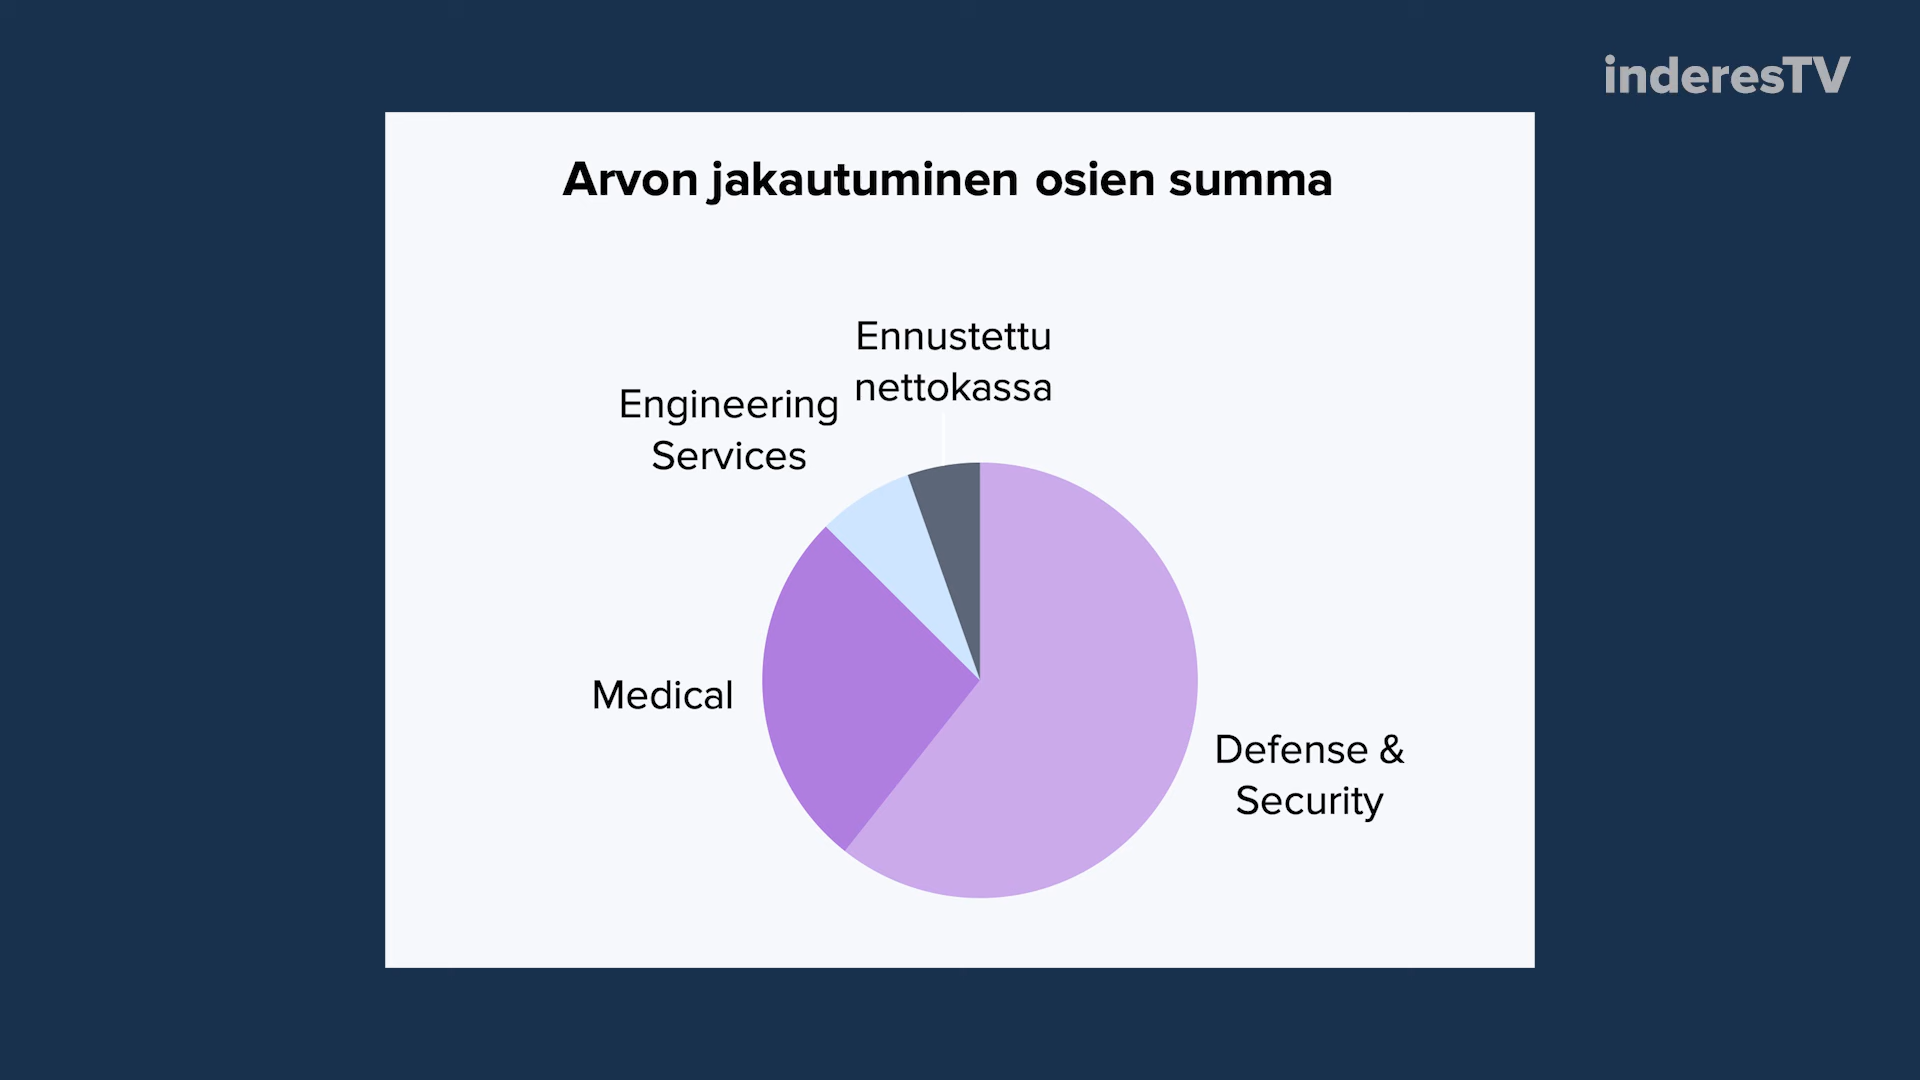 inderesTV
Arvon jakautuminen osien summa
Ennustettu
nettokassa
Engineering
Services
Medical
Defense &
Security